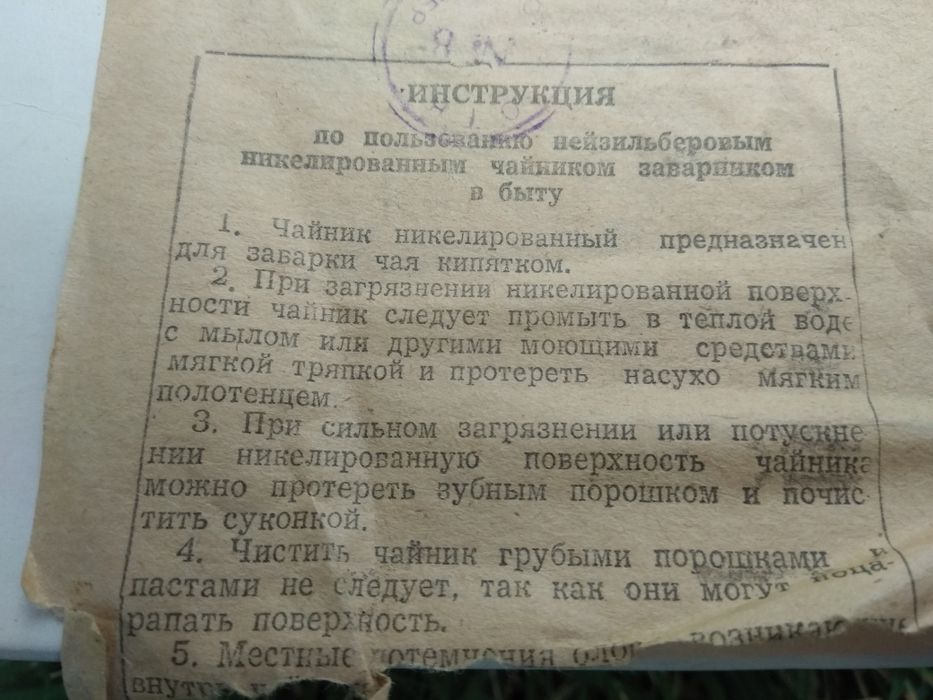 ИНСТРУКЦИЯ
по пользованию нейзильберовым
никелированным чайником заварником
в быту
1. Чайник никелированный предназначен
для заварки чая кипятком.
2. При загрязнении никелированной поверх-
ности чайник следует промыть в теплой воде
с мылом или другими моющими средствами
мягкой тряпкой и протереть насухо мягким
полотенцем.
3. При сильном загрязнении или потускне
нии никелированную поверхность чайника
можно протереть зубным порошком и почис
тить суконкой.
4. Чистить чайник грубыми порошками и
пастами не следует, так как они могут поца-
рапать поверхность.
5. Местные потемнения
внутри